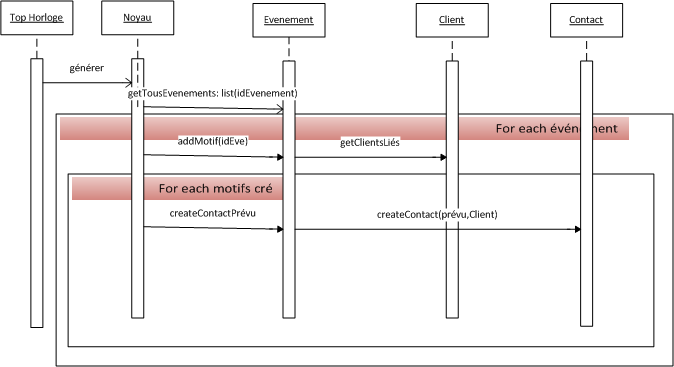 Top Horloge
Noyau
Evenement
Client
Contact
générer
getTousEvenements: list(idEvenement)
For each événement
addMotif(idEve)
getClientsLiés
For each motifs cré
createContactPrévu
createContact(prévu,Client)